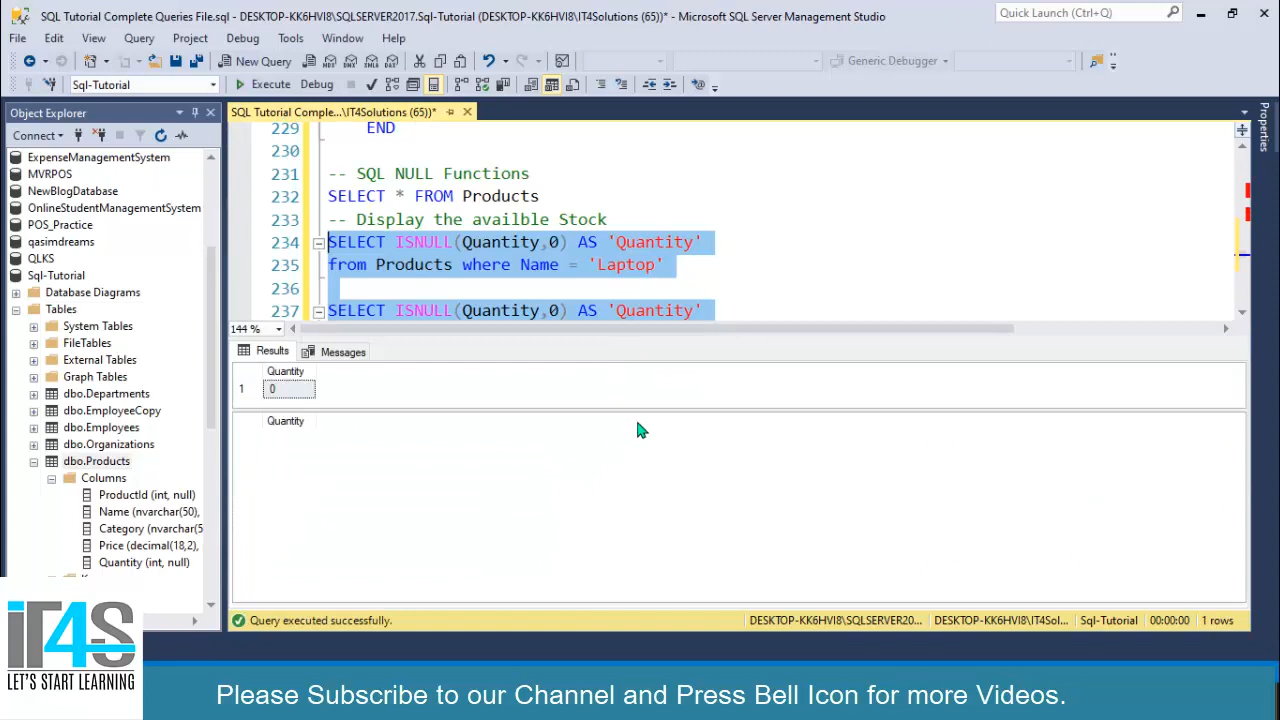 SQL Tutorial Complete Queries File.sql - DESKTOP-KK6HVI8\SQLSERVER2017.Sql-Tutorial (DESKTOP-KK6HVI8\IT4Solutions (65))* - Microsoft SQL Server Management Studio
Quick Launch (Ctrl+Q)
File Edit View Query Project Debug Tools Window Help
New Query
Generic Debugger
Sql-Tutorial
Execute Debug
Object Explorer
SQL Tutorial Comple...\IT4Solutions (65))*
Properties
Connect
ExpenseManagementSystem
MVRPOS
NewBlogDatabase
OnlineStudentManagementSystem
POS_Practice
qasimdreams
QLKS
Sql-Tutorial
Database Diagrams
Tables
System Tables
FileTables
External Tables
Graph Tables
dbo.Departments
dbo.EmployeeCopy
dbo.Employees
dbo.Organizations
dbo.Products
Columns
ProductId (int, null)
Name (nvarchar(50),
Category (nvarchar(5
Price (decimal(18,2),
Quantity (int, null)
229 END
230
231 -- SQL NULL Functions
232 SELECT * FROM Products
233 -- Display the availble Stock
234 SELECT ISNULL(Quantity,0) AS 'Quantity'
235 from Products where Name = 'Laptop'
236
237 SELECT ISNULL(Quantity,0) AS 'Quantity'
144 %
Results Messages
Quantity
1 0
Quantity
Query executed successfully.
DESKTOP-KK6HVI8\SQLSERVER20... DESKTOP-KK6HVI8\IT4Sol... Sql-Tutorial 00:00:00 1 rows
iT4S
LET'S START LEARNING
Please Subscribe to our Channel and Press Bell Icon for more Videos.